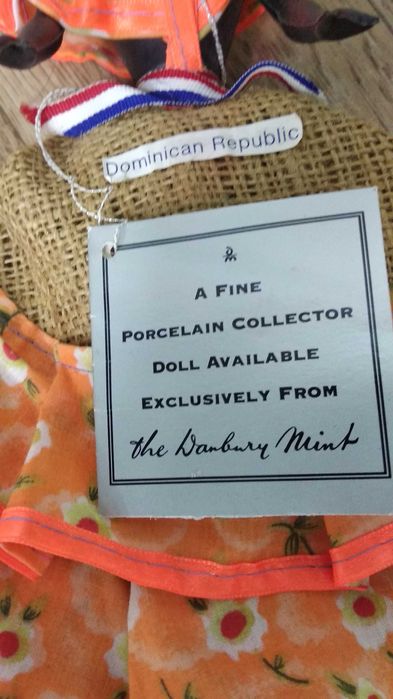 Dominican Republic
A FINE
PORCELAIN COLLECTOR
DOLL AVAILABLE
EXCLUSIVELY FROM
the Danbury Mint